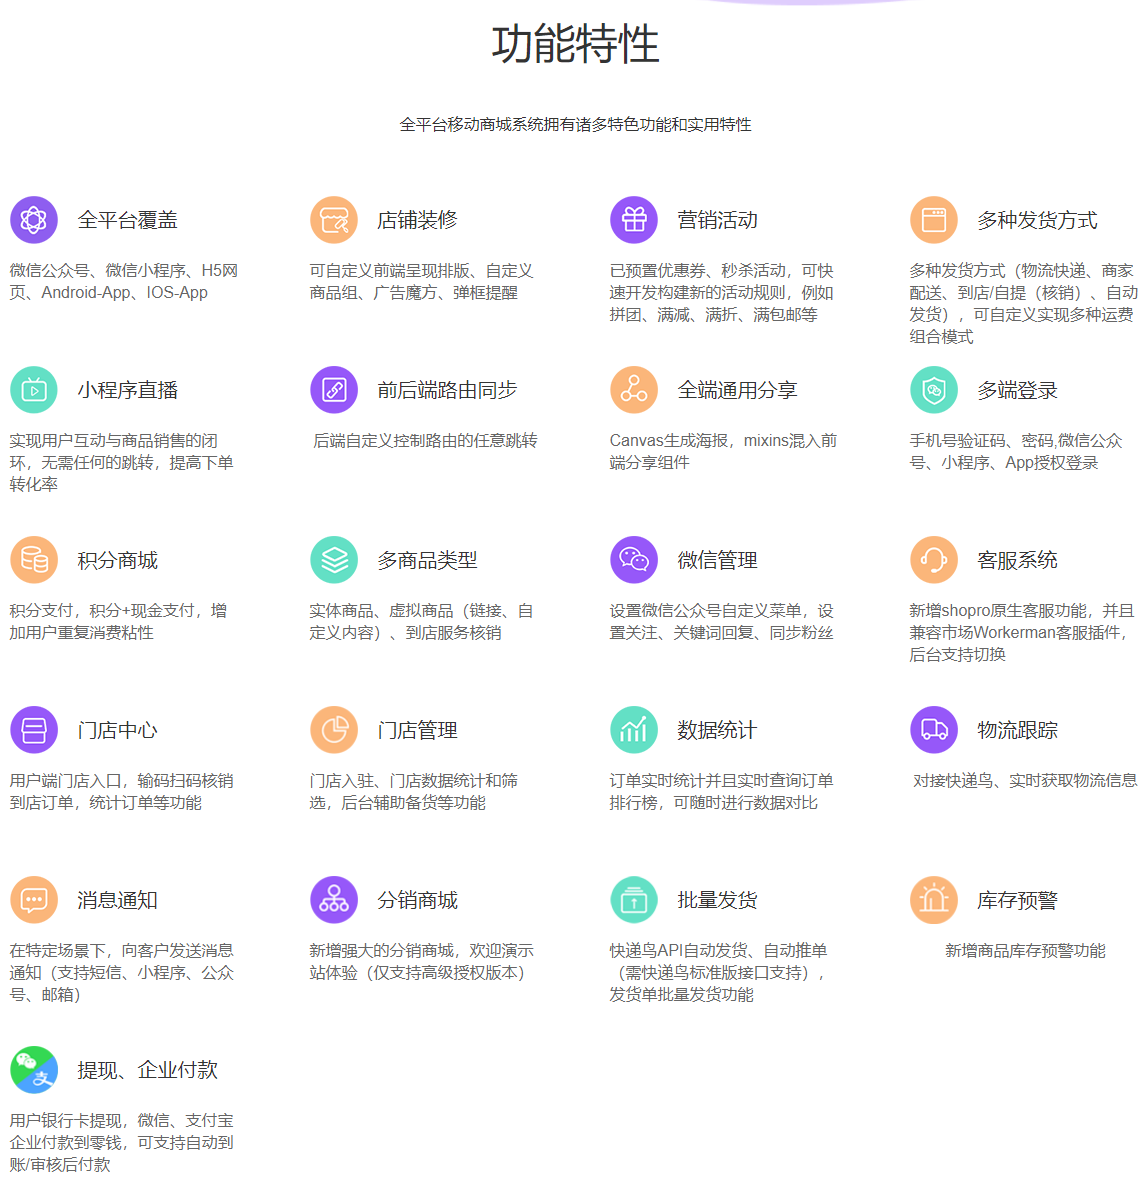 功能特性
全平台移动商城系统拥有诸多特色功能和实用特性
全平台覆盖
微信公众号、微信小程序、H5网
页、Android-App、IOS-App
店铺装修
可自定义前端呈现排版、自定义
商品组、广告魔方、弹框提醒
营销活动
已预置优惠券、秒杀活动，可快
速开发构建新的活动规则，例如
拼团、满减、满折、满包邮等
多种发货方式
多种发货方式（物流快递、商家
配送、到店/自提（核销）、自动
发货），可自定义实现多种运费
组合模式
小程序直播
实现用户互动与商品销售的闭
环，无需任何的跳转，提高下单
转化率
前后端路由同步
后端自定义控制路由的任意跳转
全端通用分享
Canvas生成海报，mixins混入前
端分享组件
多端登录
手机号验证码、密码,微信公众
号、小程序、App授权登录
积分商城
积分支付，积分+现金支付，增
加用户重复消费粘性
多商品类型
实体商品、虚拟商品（链接、自
定义内容）、到店服务核销
微信管理
设置微信公众号自定义菜单，设
置关注、关键词回复、同步粉丝
客服系统
新增shopro原生客服功能，并且
兼容市场Workerman客服插件，
后台支持切换
门店中心
用户端门店入口，输码扫码核销
到店订单，统计订单等功能
门店管理
门店入驻、门店数据统计和筛
选，后台辅助备货等功能
数据统计
订单实时统计并且实时查询订单
排行榜，可随时进行数据对比
物流跟踪
对接快递鸟、实时获取物流信息
消息通知
在特定场景下，向客户发送消息
通知（支持短信、小程序、公众
号、邮箱）
分销商城
新增强大的分销商城，欢迎演示
站体验（仅支持高级授权版本）
批量发货
快递鸟API自动发货、自动推单
（需快递鸟标准版接口支持），
发货单批量发货功能
库存预警
新增商品库存预警功能
提现、企业付款
用户银行卡提现，微信、支付宝
企业付款到零钱，可支持自动到
账/审核后付款